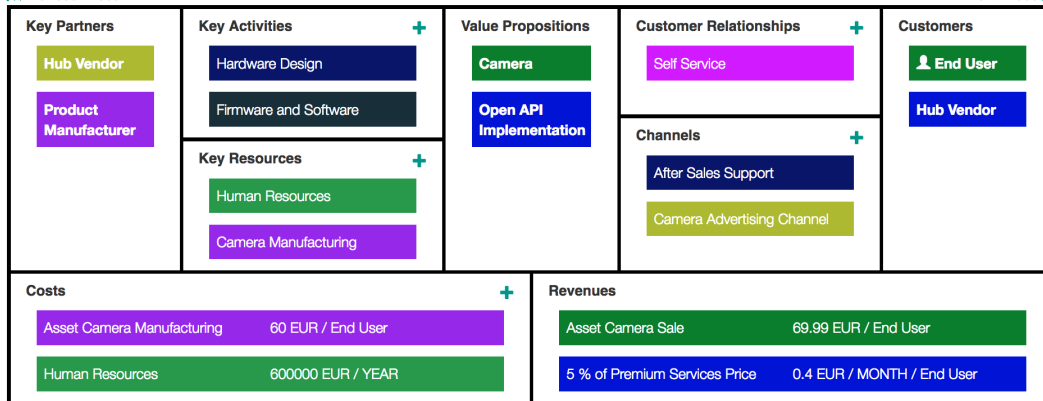 Key Partners
Hub Vendor
Product
Manufacturer
Key Activities
Hardware Design
Firmware and Software
Key Resources
Human Resources
Camera Manufacturing
Value Propositions
Camera
Open API
Implementation
Customer Relationships
Self Service
Channels
After Sales Support
Camera Advertising Channel
Customers
End User
Hub Vendor
Costs
Asset Camera Manufacturing 60 EUR / End User
Human Resources 600000 EUR / YEAR
Revenues
Asset Camera Sale 69.99 EUR / End User
5 % of Premium Services Price 0.4 EUR / MONTH / End User